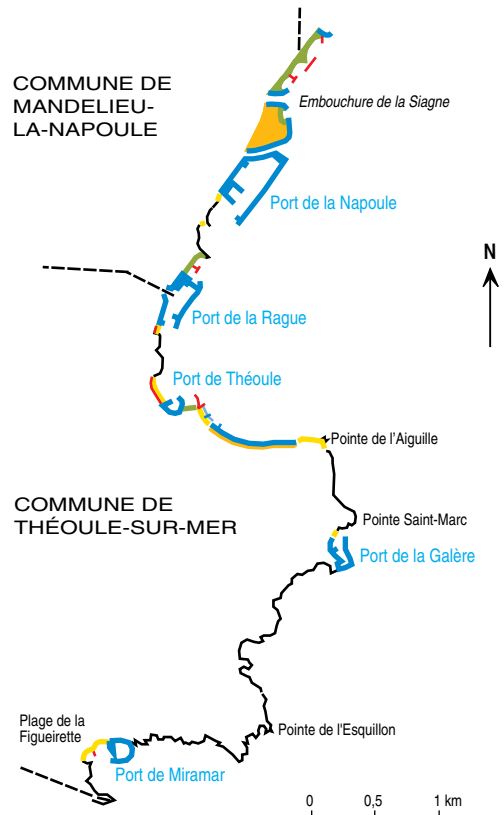 COMMUNE DE
MANDELIEU-
LA-NAPOULE
Embouchure de la Siagne
Port de la Napoule
N
Port de la Rague
Port de Théoule
Pointe de l'Aiguille
COMMUNE DE
THÉOULE-SUR-MER
Pointe Saint-Marc
Port de la Galère
Plage de la
Figueirette
Pointe de l'Esquillon
Port de Miramar
0 0,5 1 km